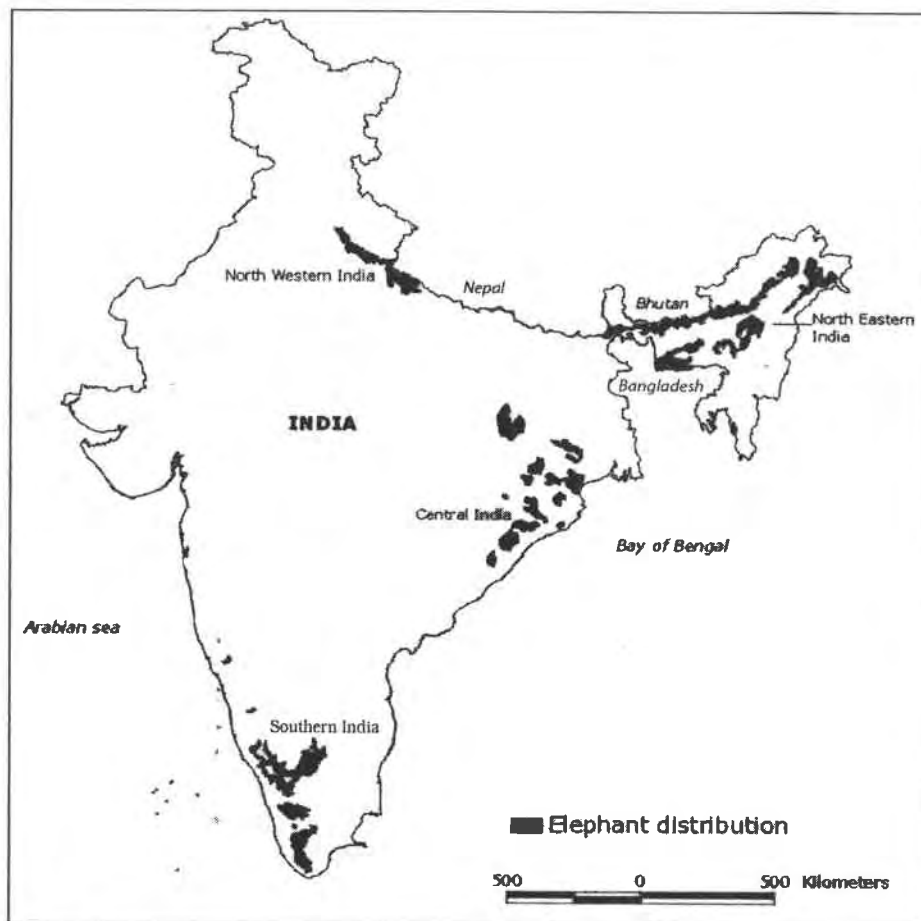 North Western India
Nepal
Bhutan
North Eastern
India
Bangladesh
INDIA
Central India
Bay of Bengal
Arabian sea
Southern India
Elephant distribution
500 0 500 Kilometers